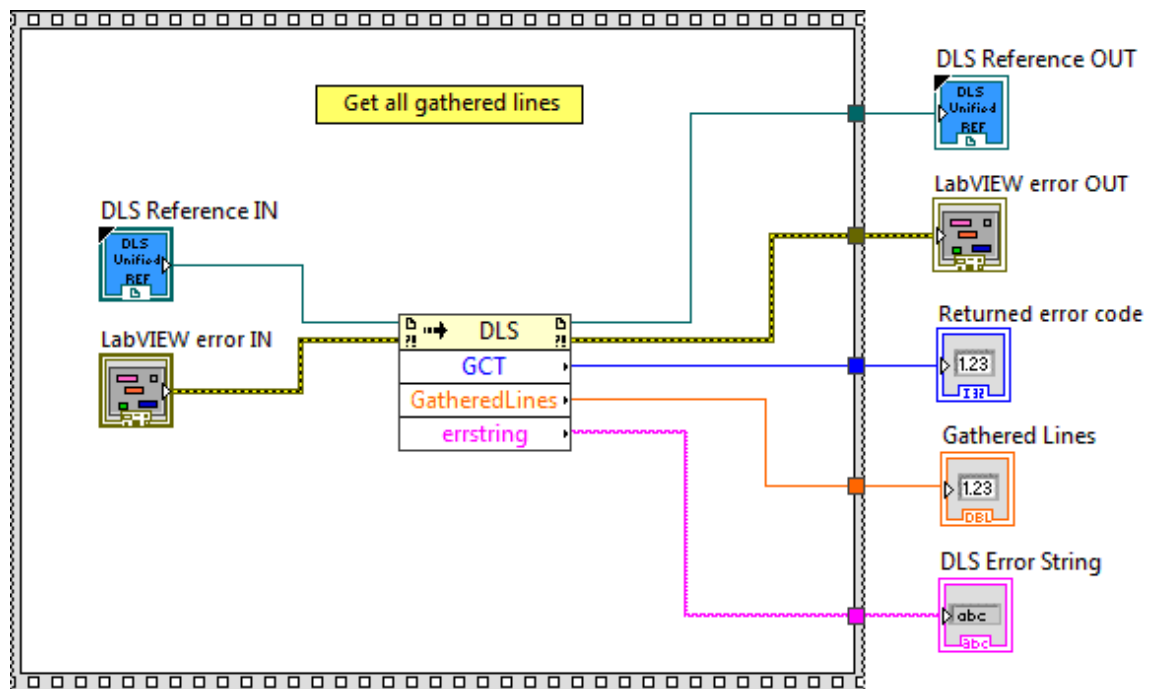 DLS Reference OUT
DLS
Unified
REF
Get all gathered lines
LabVIEW error OUT
DLS Reference IN
DLS
Unified
REF
LabVIEW error IN
?! DLS ?!
GCT
GatheredLines
errstring
Returned error code
1.23
I32
Gathered Lines
1.23
DBL
DLS Error String
abc
abc